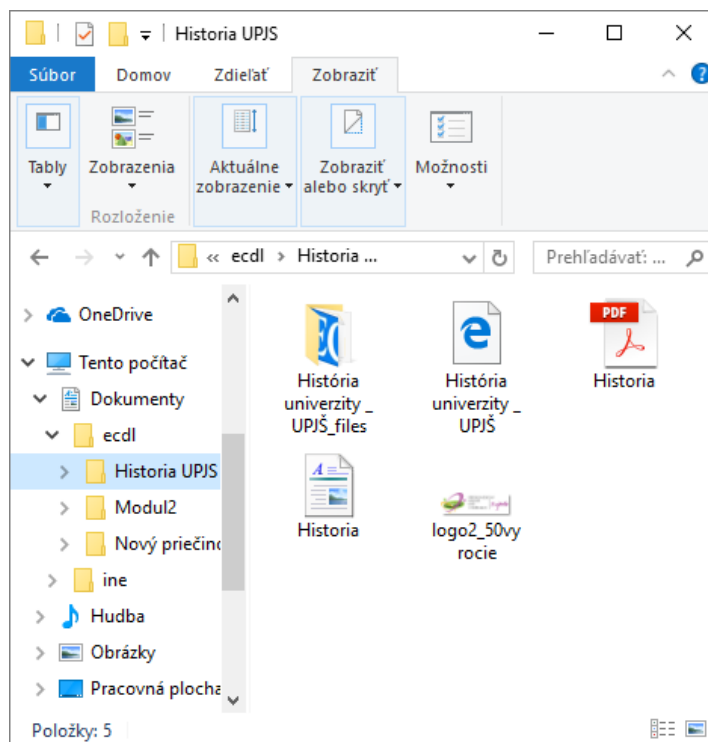 Historia UPJS
Súbor Domov Zdieľať Zobraziť
Tably Zobrazenia Aktuálne zobrazenie Zobraziť alebo skryť Možnosti
Rozloženie
« ecdl > Historia ... Prehľadávať: ...
OneDrive
Tento počítač
Dokumenty
ecdl
Historia UPJS
Modul2
Nový priečinc
ine
Hudba
Obrázky
Pracovná plocha
História
univerzity _
UPJŠ_files
História
univerzity _
UPJŠ
PDF
Historia
Historia
logo2_50vy
rocie
Položky: 5